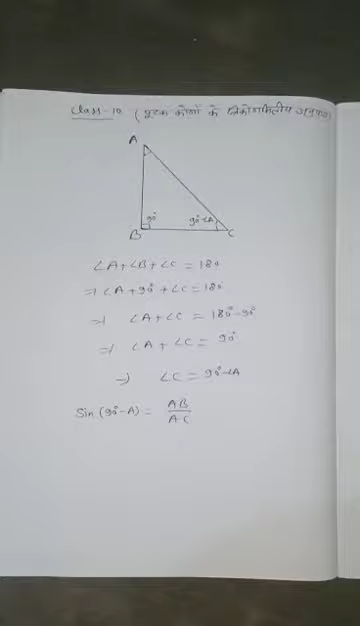 Class-10 (पूरक कोणों के त्रिकोणमितीय अनुपात)
A
90°
90°-∠A
B
C
∠A+∠B+∠C = 180
⇒ ∠A+90°+∠C = 180
⇒ ∠A+∠C = 180°-90°
⇒ ∠A+∠C = 90°
⇒ ∠C = 90°-∠A
Sin (90°-A) = AB/AC